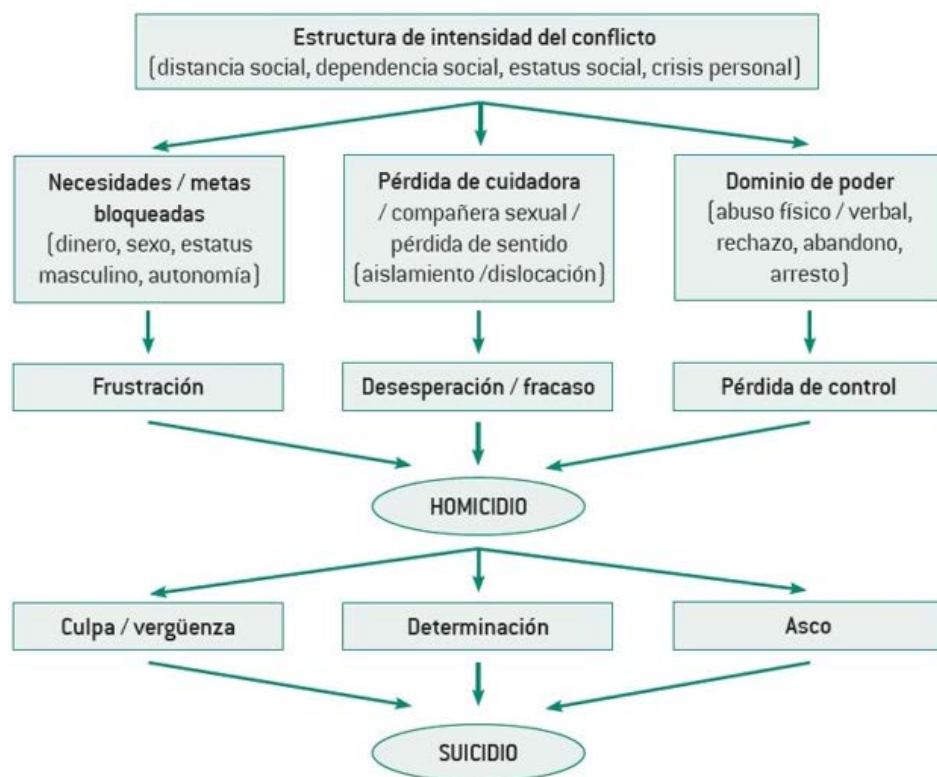 Estructura de intensidad del conflicto
(distancia social, dependencia social, estatus social, crisis personal)
Necesidades / metas
bloqueadas
(dinero, sexo, estatus
masculino, autonomía)
Pérdida de cuidadora
/ compañera sexual /
pérdida de sentido
(aislamiento /dislocación)
Dominio de poder
(abuso físico / verbal,
rechazo, abandono,
arresto)
Frustración
Desesperación / fracaso
Pérdida de control
HOMICIDIO
Culpa / vergüenza
Determinación
Asco
SUICIDIO